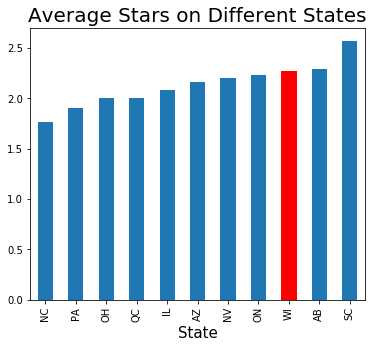 Average Stars on Different States
2.5
2.0
1.5
1.0
0.5
0.0
NC PA OH QC IL AZ NV ON WI AB SC
State